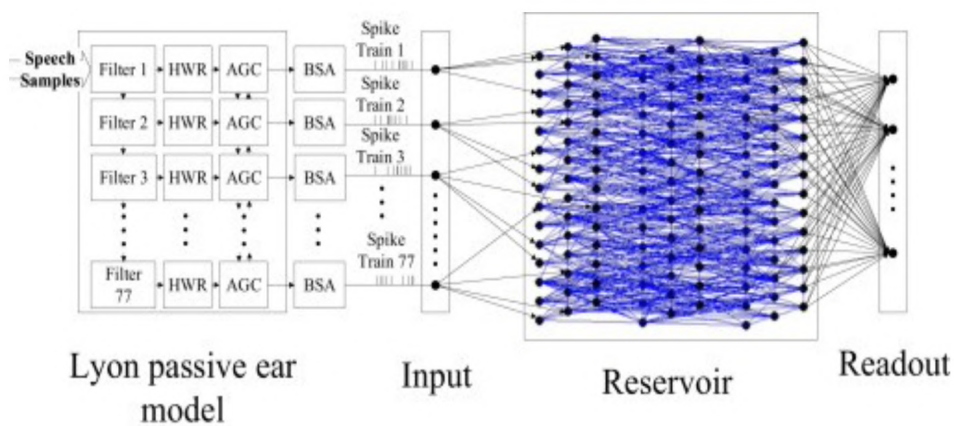 Speech
Samples
Filter 1
HWR
AGC
BSA
Spike
Train 1
Filter 2
HWR
AGC
BSA
Spike
Train 2
Filter 3
HWR
AGC
BSA
Spike
Train 3
Filter
77
HWR
AGC
BSA
Spike
Train 77
Lyon passive ear
model
Input
Reservoir
Readout